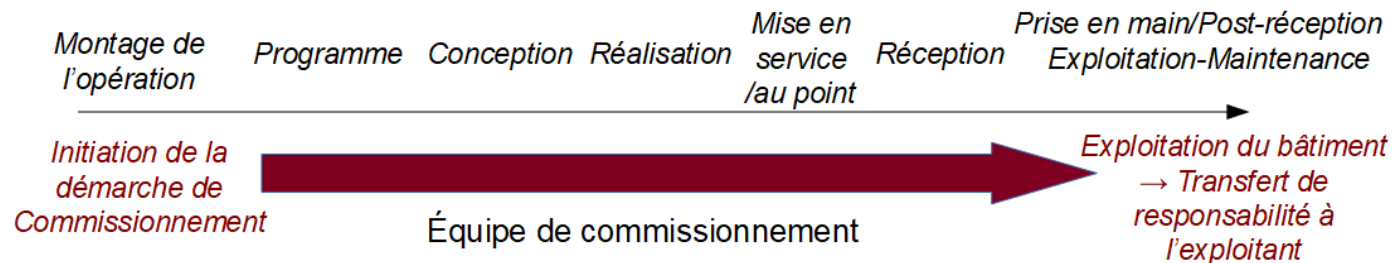 Montage de
l'opération
Programme
Conception
Réalisation
Mise en
service
/au point
Réception
Prise en main/Post-réception
Exploitation-Maintenance
Initiation de la
démarche de
Commissionnement
Équipe de commissionnement
Exploitation du bâtiment
→ Transfert de
responsabilité à
l'exploitant